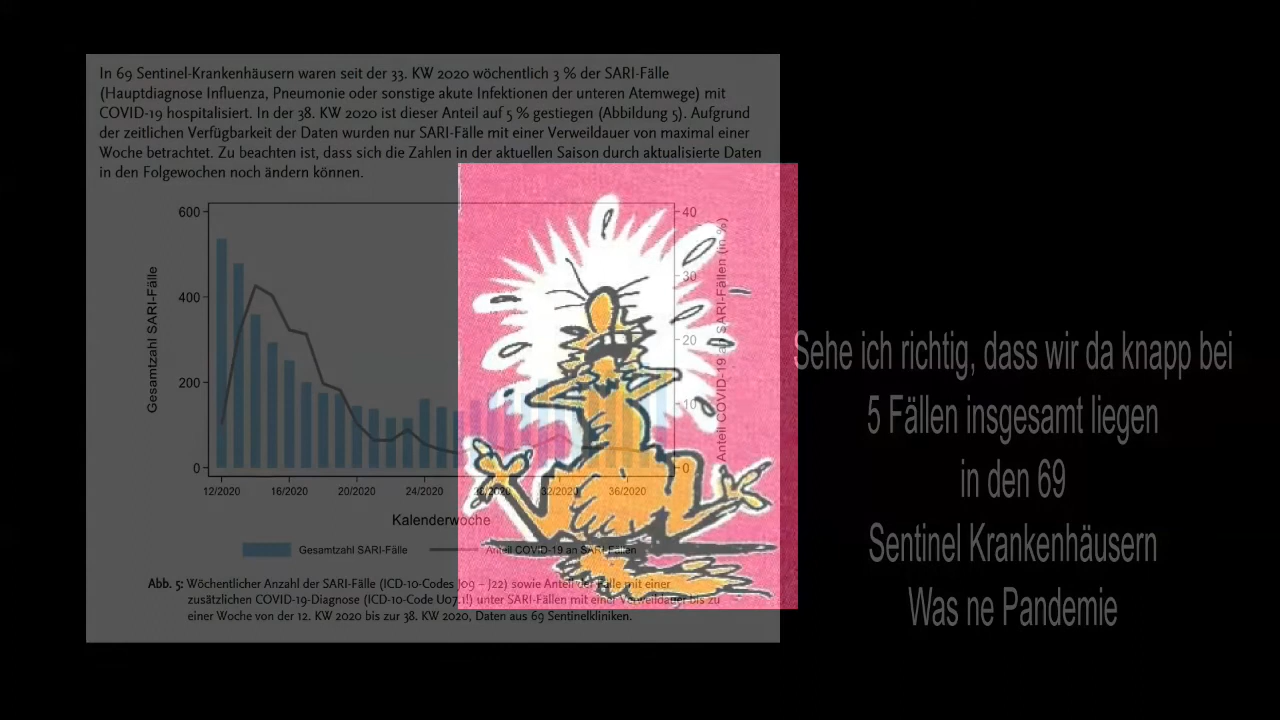 In 69 Sentinel-Krankenhäusern waren seit der 33. KW 2020 wöchentlich 3 % der SARI-Fälle
(Hauptdiagnose Influenza, Pneumonie oder sonstige akute Infektionen der unteren Atemwege) mit
COVID-19 hospitalisiert. In der 38. KW 2020 ist dieser Anteil auf 5 % gestiegen (Abbildung 5). Aufgrund
der zeitlichen Verfügbarkeit der Daten wurden nur SARI-Fälle mit einer Verweildauer von maximal einer
Woche betrachtet. Zu beachten ist, dass sich die Zahlen in der aktuellen Saison durch aktualisierte Daten
in den Folgewochen noch ändern können.
600
400
200
0
Gesamtzahl SARI-Fälle
40
30
20
10
0
Anteil COVID-19 an SARI-Fällen (in %)
12/2020 16/2020 20/2020 24/2020 28/2020 32/2020 36/2020
Kalenderwoche
Gesamtzahl SARI-Fälle Anteil COVID-19 an SARI-Fällen
Abb. 5: Wöchentlicher Anzahl der SARI-Fälle (ICD-10-Codes J09 – J22) sowie Anteil der Fälle mit einer
zusätzlichen COVID-19-Diagnose (ICD-10-Code U07.1!) unter SARI-Fällen mit einer Verweildauer bis zu
einer Woche von der 12. KW 2020 bis zur 38. KW 2020, Daten aus 69 Sentinelkliniken.
Sehe ich richtig, dass wir da knapp bei
5 Fällen insgesamt liegen
in den 69
Sentinel Krankenhäusern
Was ne Pandemie